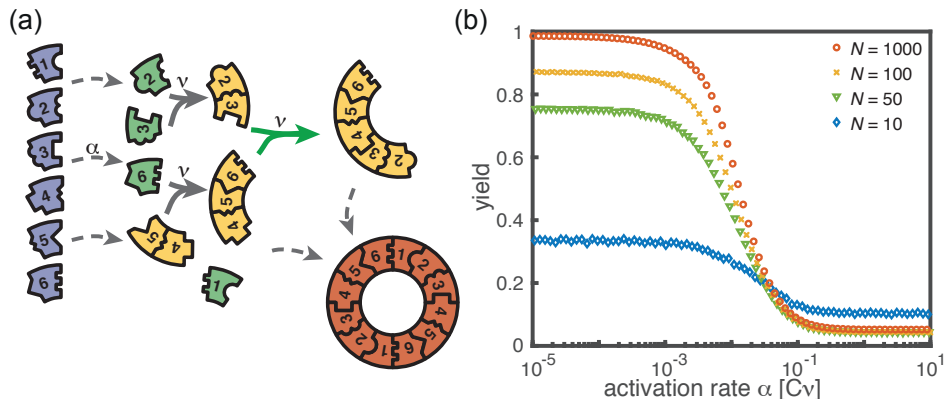 (a)
1
2
3
4
5
6
α
2
3
6
5 4
1
ν
ν
2 3
6 5 4
ν
6 5 4 3 2
6 1 2 3 4 5 6 1 2 3 4 5
(b)
yield
1
0.8
0.6
0.4
0.2
0
10-5
10-3
10-1
101
activation rate α [Cν]
N = 1000
N = 100
N = 50
N = 10